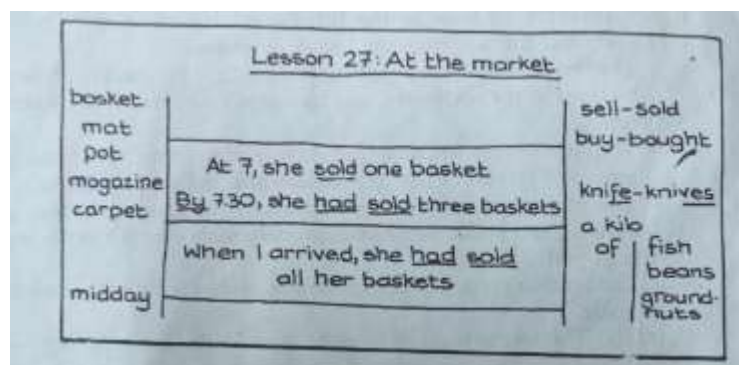 Lesson 27: At the market
basket
mat
pot
magazine
carpet
midday
At 7, she sold one basket
By 7.30, she had sold three baskets
When I arrived, she had sold
all her baskets
sell-sold
buy-bought
knife-knives
a kilo
of fish
beans
ground-
nuts